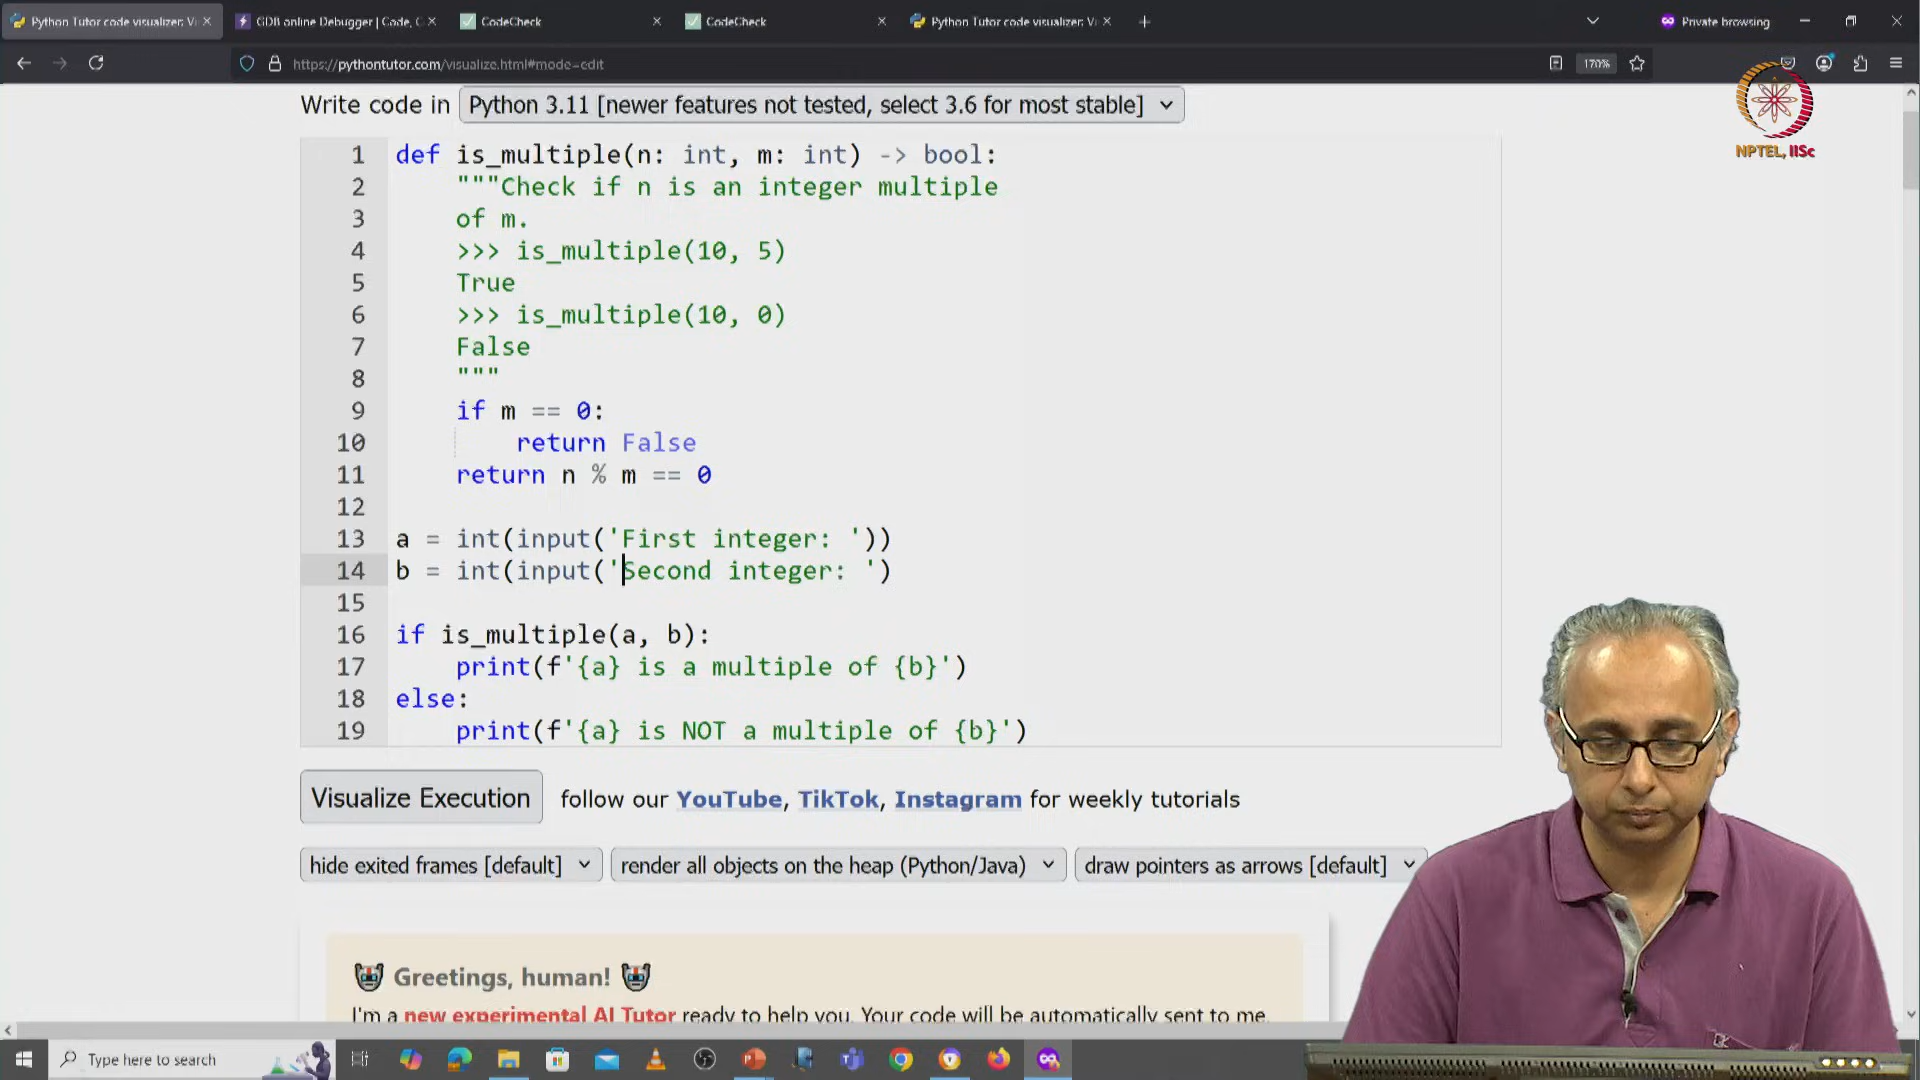 Python Tutor code visualizer: Vi
GDB online Debugger | Code, C
CodeCheck
CodeCheck
Python Tutor code visualizer: Vi
Private browsing
https://pythontutor.com/visualize.html#mode=edit
170%
NPTEL, IISc
Write code in Python 3.11 [newer features not tested, select 3.6 for most stable]
1 def is_multiple(n: int, m: int) -> bool:
2 """Check if n is an integer multiple
3 of m.
4 >>> is_multiple(10, 5)
5 True
6 >>> is_multiple(10, 0)
7 False
8 """
9 if m == 0:
10 return False
11 return n % m == 0
12
13 a = int(input('First integer: '))
14 b = int(input('Second integer: ')
15
16 if is_multiple(a, b):
17 print(f'{a} is a multiple of {b}')
18 else:
19 print(f'{a} is NOT a multiple of {b}')
Visualize Execution follow our YouTube, TikTok, Instagram for weekly tutorials
hide exited frames [default] render all objects on the heap (Python/Java) draw pointers as arrows [default]
Greetings, human!
I'm a new experimental AI Tutor ready to help you. Your code will be automatically sent to me.
Type here to search